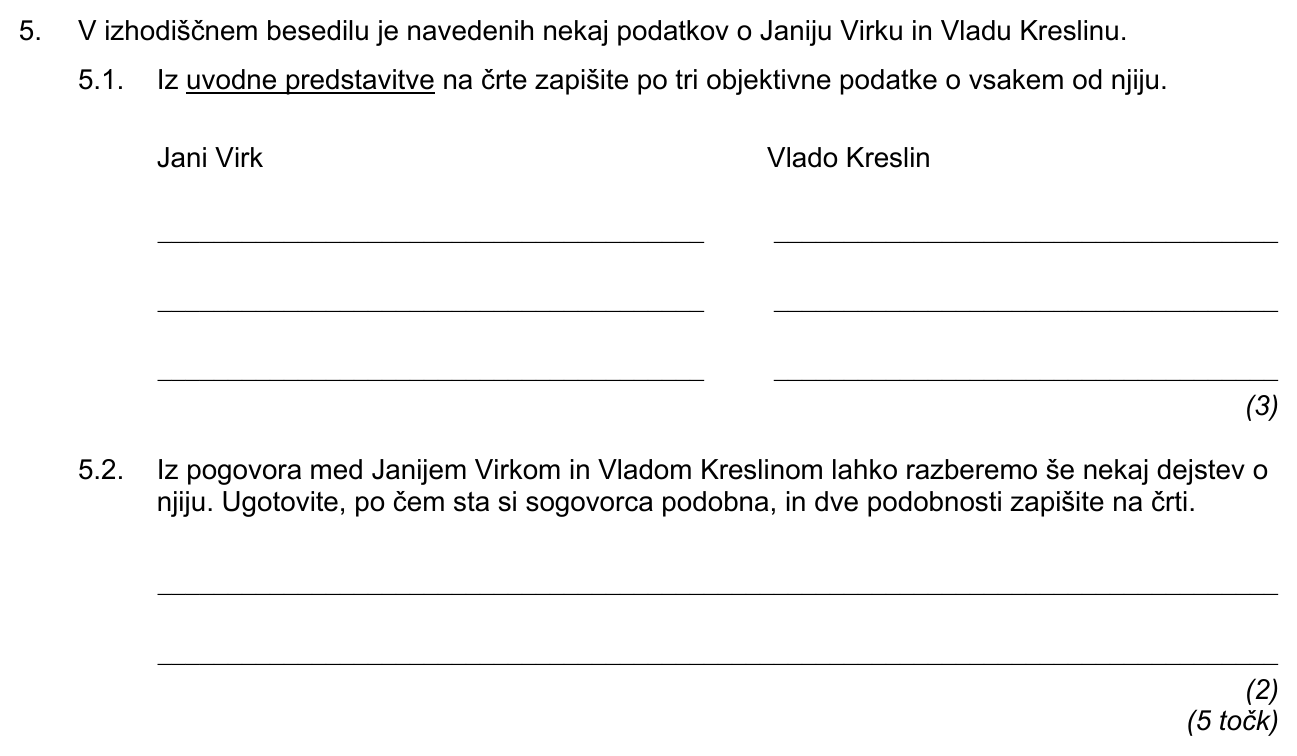 5. V izhodiščnem besedilu je navedenih nekaj podatkov o Janiju Virku in Vladu Kreslinu.
5.1. Iz uvodne predstavitve na črte zapišite po tri objektivne podatke o vsakem od njiju.
Jani Virk Vlado Kreslin
(3)
5.2. Iz pogovora med Janijem Virkom in Vladom Kreslinom lahko razberemo še nekaj dejstev o
njiju. Ugotovite, po čem sta si sogovorca podobna, in dve podobnosti zapišite na črti.
(2)
(5 točk)